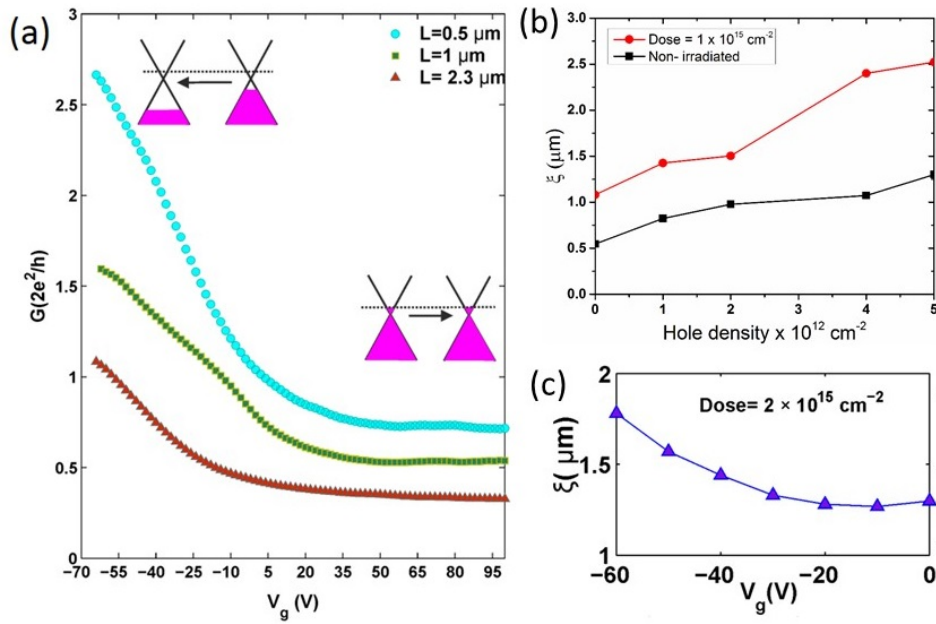 (a)
L=0.5 μm
L=1 μm
L= 2.3 μm
G(2e²/h)
3
2.5
2
1.5
1
0.5
0
−70 −55 −40 −25 −10 5 20 35 50 65 80 95
V_g (V)
(b)
Dose = 1 x 10¹⁵ cm⁻²
Non- irradiated
ξ (μm)
3.0
2.5
2.0
1.5
1.0
0.5
0.0
0 1 2 3 4 5
Hole density x 10¹² cm⁻²
(c)
Dose= 2 × 10¹⁵ cm⁻²
ξ( μm)
2
1.5
1
−60 −40 −20 0
V_g(V)